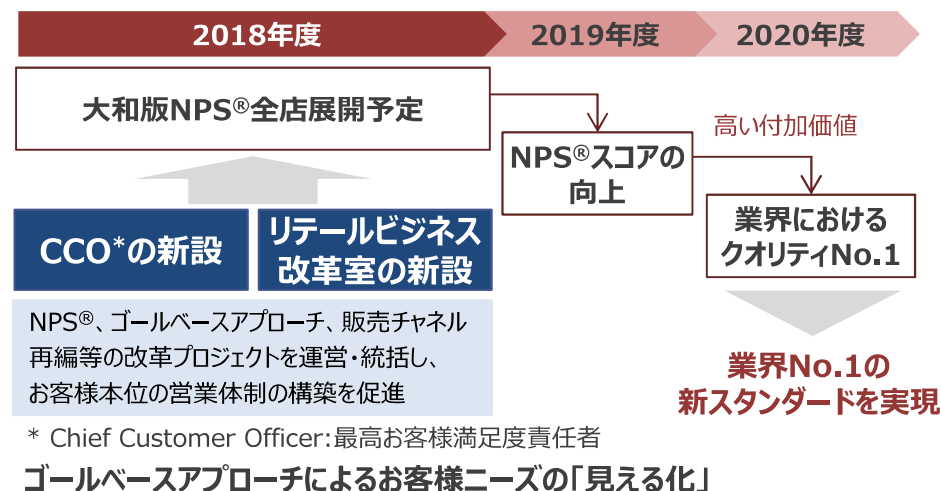 2018年度
2019年度
2020年度
大和版NPS®全店展開予定
高い付加価値
NPS®スコアの
向上
業界における
クオリティNo.1
CCO*の新設
リテールビジネス
改革室の新設
NPS®、ゴールベースアプローチ、販売チャネル
再編等の改革プロジェクトを運営・統括し、
お客様本位の営業体制の構築を促進
業界No.1の
新スタンダードを実現
* Chief Customer Officer:最高お客様満足度責任者
ゴールベースアプローチによるお客様ニーズの「見える化」